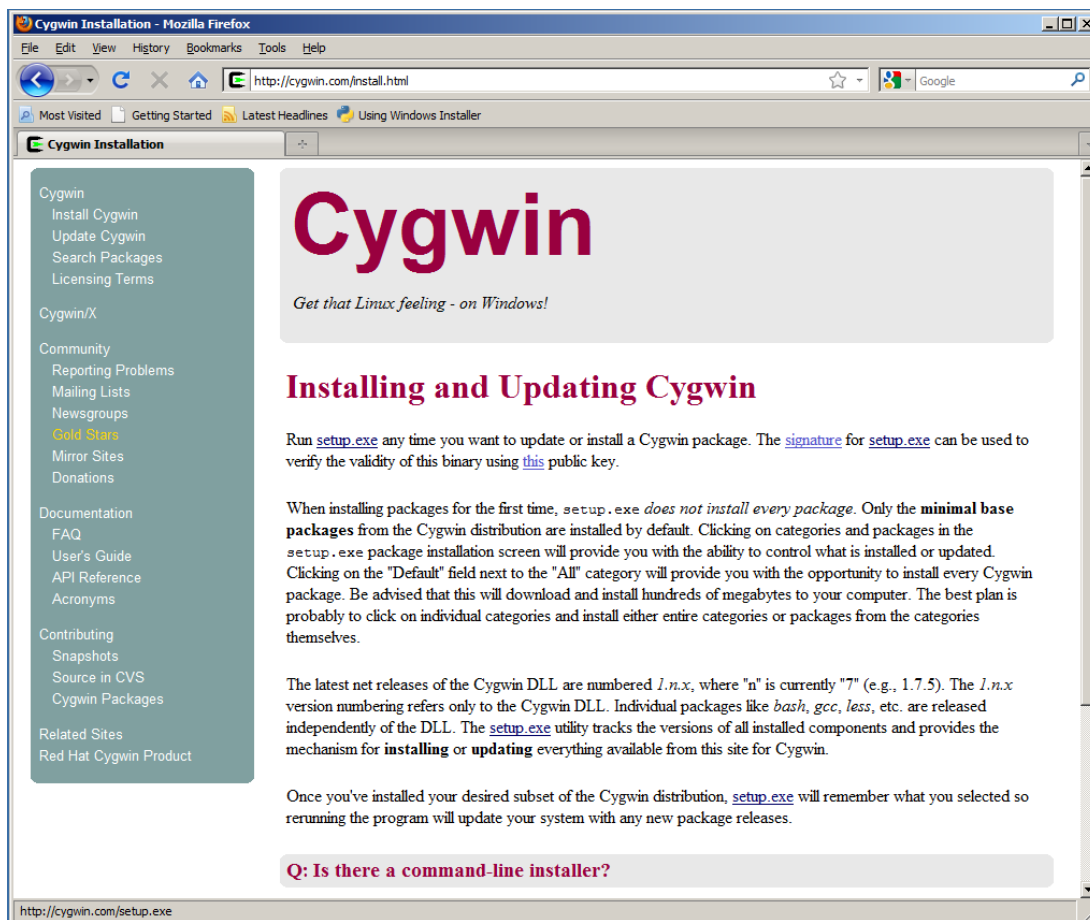 Cygwin Installation - Mozilla Firefox
File Edit View History Bookmarks Tools Help
http://cygwin.com/install.html
Google
Most Visited Getting Started Latest Headlines Using Windows Installer
Cygwin Installation
Cygwin
Install Cygwin
Update Cygwin
Search Packages
Licensing Terms
Cygwin/X
Community
Reporting Problems
Mailing Lists
Newsgroups
Gold Stars
Mirror Sites
Donations
Documentation
FAQ
User's Guide
API Reference
Acronyms
Contributing
Snapshots
Source in CVS
Cygwin Packages
Related Sites
Red Hat Cygwin Product
Cygwin
Get that Linux feeling - on Windows!
Installing and Updating Cygwin
Run setup.exe any time you want to update or install a Cygwin package. The signature for setup.exe can be used to
verify the validity of this binary using this public key.
When installing packages for the first time, setup.exe does not install every package. Only the minimal base
packages from the Cygwin distribution are installed by default. Clicking on categories and packages in the
setup.exe package installation screen will provide you with the ability to control what is installed or updated.
Clicking on the "Default" field next to the "All" category will provide you with the opportunity to install every Cygwin
package. Be advised that this will download and install hundreds of megabytes to your computer. The best plan is
probably to click on individual categories and install either entire categories or packages from the categories
themselves.
The latest net releases of the Cygwin DLL are numbered 1.n.x, where "n" is currently "7" (e.g., 1.7.5). The 1.n.x
version numbering refers only to the Cygwin DLL. Individual packages like bash, gcc, less, etc. are released
independently of the DLL. The setup.exe utility tracks the versions of all installed components and provides the
mechanism for installing or updating everything available from this site for Cygwin.
Once you've installed your desired subset of the Cygwin distribution, setup.exe will remember what you selected so
rerunning the program will update your system with any new package releases.
Q: Is there a command-line installer?
http://cygwin.com/setup.exe